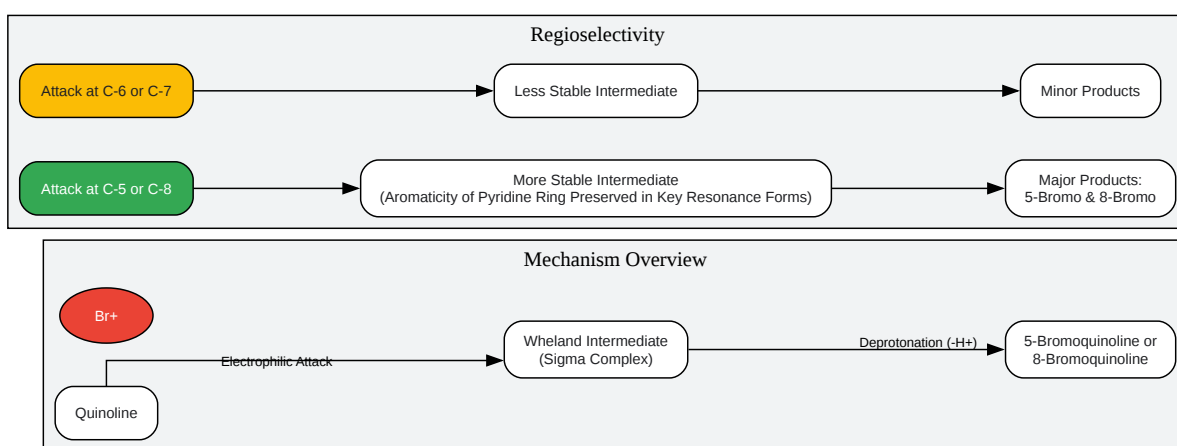 Regioselectivity
Attack at C-6 or C-7
Less Stable Intermediate
Minor Products
Attack at C-5 or C-8
More Stable Intermediate
(Aromaticity of Pyridine Ring Preserved in Key Resonance Forms)
Major Products:
5-Bromo & 8-Bromo
Mechanism Overview
Br+
Electrophilic Attack
Quinoline
Wheland Intermediate
(Sigma Complex)
Deprotonation (-H+)
5-Bromoquinoline or
8-Bromoquinoline